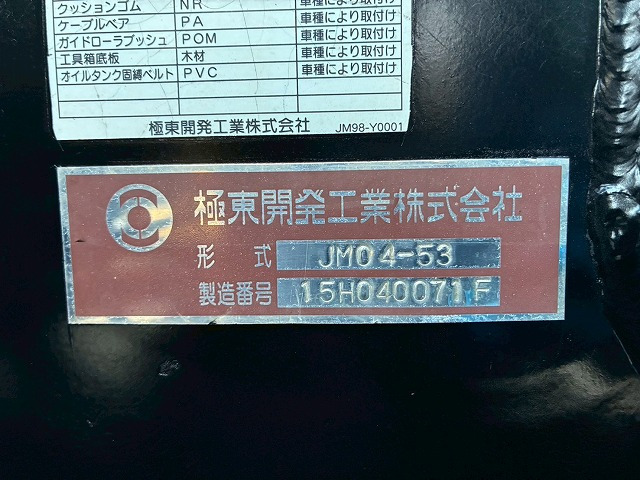 クッションゴム NR 車種により取付け
ケーブルベア PA 車種により取付け
ガイドローラブッシュ POM 車種により取付け
工具箱底板 木材 車種により取付け
オイルタンク固縛ベルト PVC 車種により取付け
極東開発工業株式会社 JM98-Y0001
極東開発工業株式会社
形式 JM04-53
製造番号 15H040071F